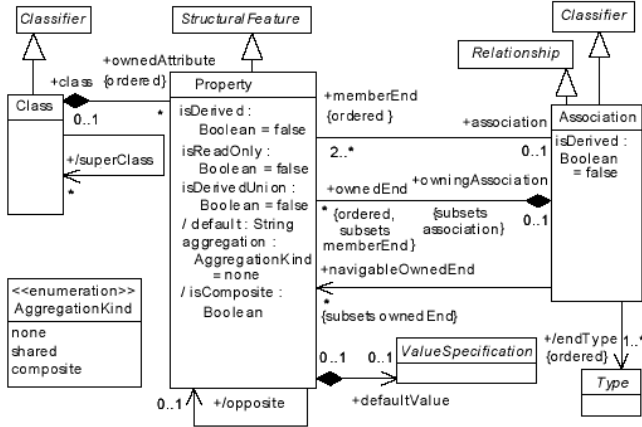 Classifier
StructuralFeature
Classifier
Relationship
+class
+ownedAttribute
{ordered}
Class
0..1
*
+/superClass
*
Property
isDerived :
Boolean = false
isReadOnly :
Boolean = false
isDerivedUnion :
Boolean = false
/ default : String
aggregation :
AggregationKind
= none
/ isComposite :
Boolean
+memberEnd
{ordered }
+association
2..*
0..1
+ownedEnd
+owningAssociation
*
{ordered,
subsets
memberEnd}
{subsets
association}
0..1
+navigableOwnedEnd
*
{subsets ownedEnd}
Association
isDerived :
Boolean
= false
<<enumeration>>
AggregationKind
none
shared
composite
0..1
0..1
ValueSpecification
+defaultValue
0..1
+/opposite
+/endType
{ordered}
1..*
Type